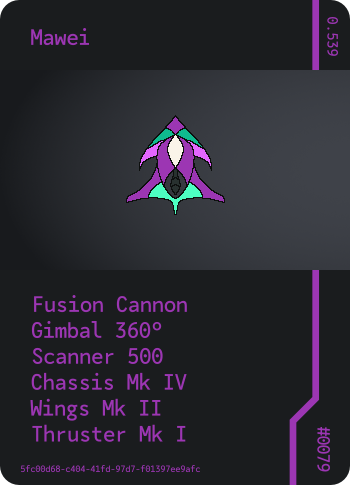 Mawei
0.539
Fusion Cannon
Gimbal 360°
Scanner 500
Chassis Mk IV
Wings Mk II
Thruster Mk I
#0079
5fc00d68-c404-41fd-97d7-f01397ee9afc